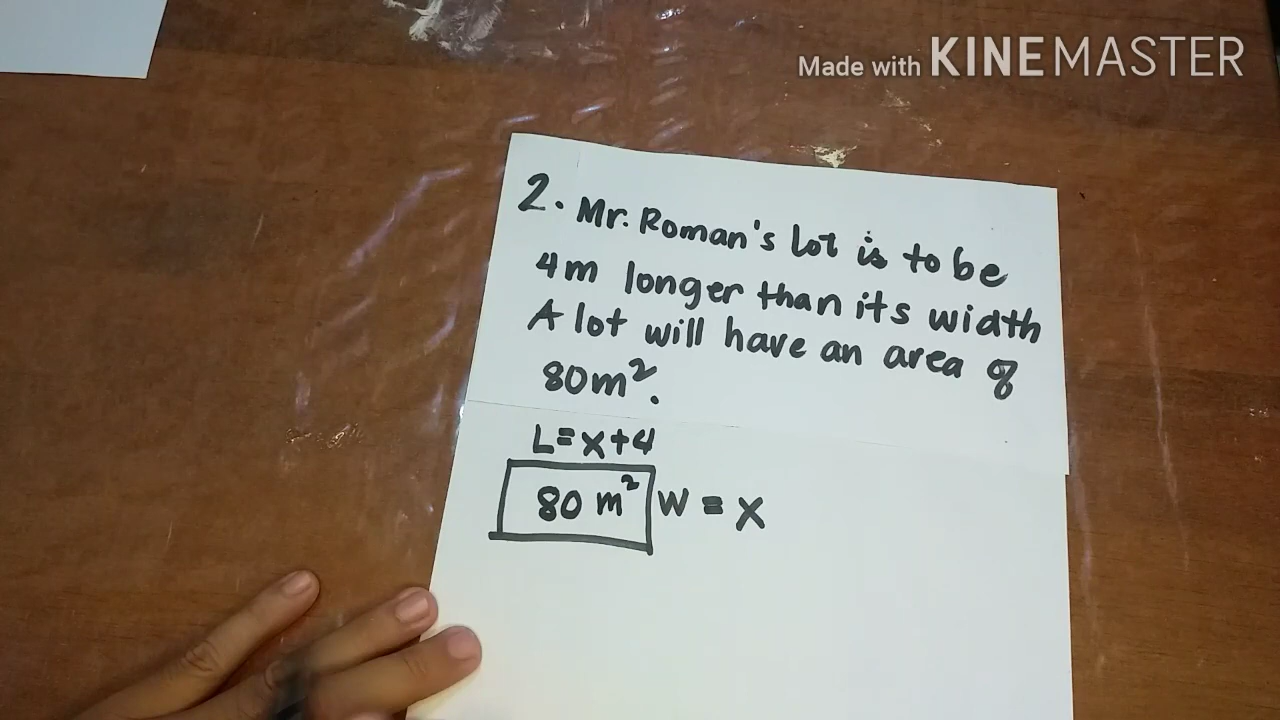 Made with KINEMASTER
2. Mr. Roman's lot is to be
4m longer than its width
A lot will have an area of
80m².
L=x+4
80 m² W = x